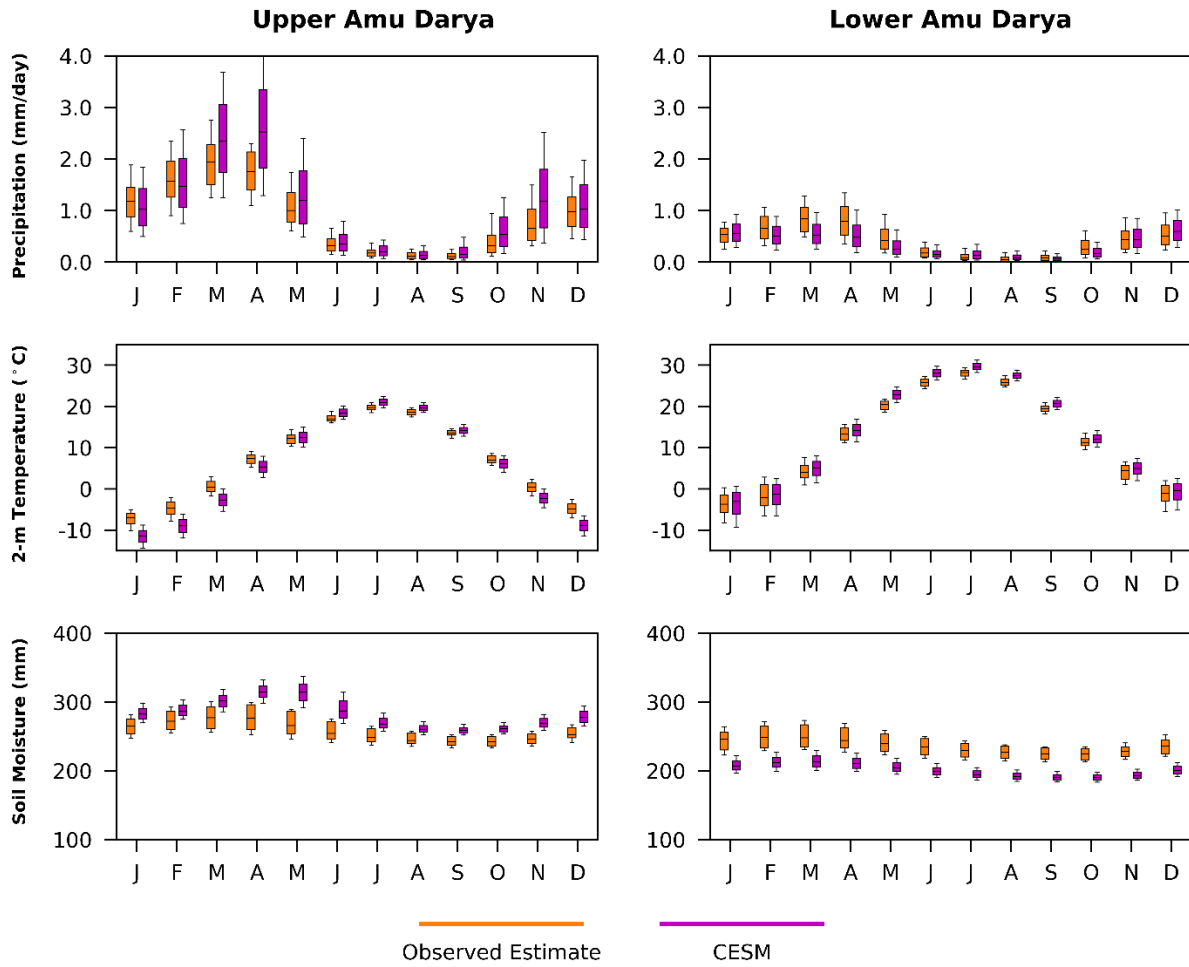 Upper Amu Darya
Lower Amu Darya
Precipitation (mm/day)
4.0
3.0
2.0
1.0
0.0
J F M A M J J A S O N D
4.0
3.0
2.0
1.0
0.0
J F M A M J J A S O N D
2-m Temperature (°C)
30
20
10
0
-10
J F M A M J J A S O N D
30
20
10
0
-10
J F M A M J J A S O N D
Soil Moisture (mm)
400
300
200
100
J F M A M J J A S O N D
400
300
200
100
J F M A M J J A S O N D
Observed Estimate
CESM